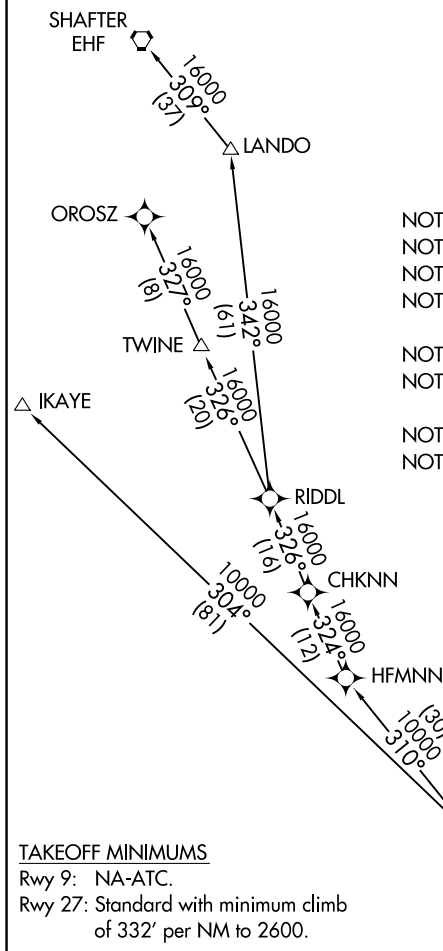 SHAFTER
EHF
16000
309°
(37)
LANDO
OROSZ
16000
327°
(8)
16000
342°
(61)
TWINE
16000
326°
(20)
IKAYE
RIDDL
16000
326°
(16)
CHKNN
10000
304°
(81)
16000
324°
(12)
HFMNN
(30)
10000
310°
NOT
NOT
NOT
NOT
NOT
NOT
NOT
NOT
TAKEOFF MINIMUMS
Rwy 9: NA-ATC.
Rwy 27: Standard with minimum climb
of 332' per NM to 2600.